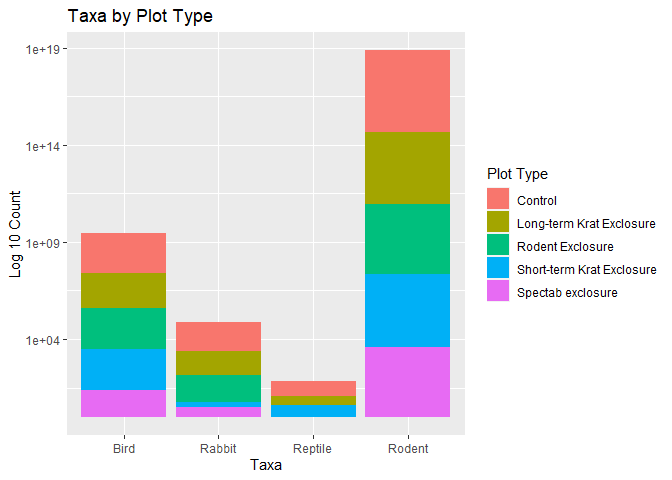 Taxa by Plot Type
Log 10 Count
1e+19
1e+14
1e+09
1e+04
Bird
Rabbit
Reptile
Rodent
Taxa
Plot Type
Control
Long-term Krat Exclosure
Rodent Exclosure
Short-term Krat Exclosure
Spectab exclosure